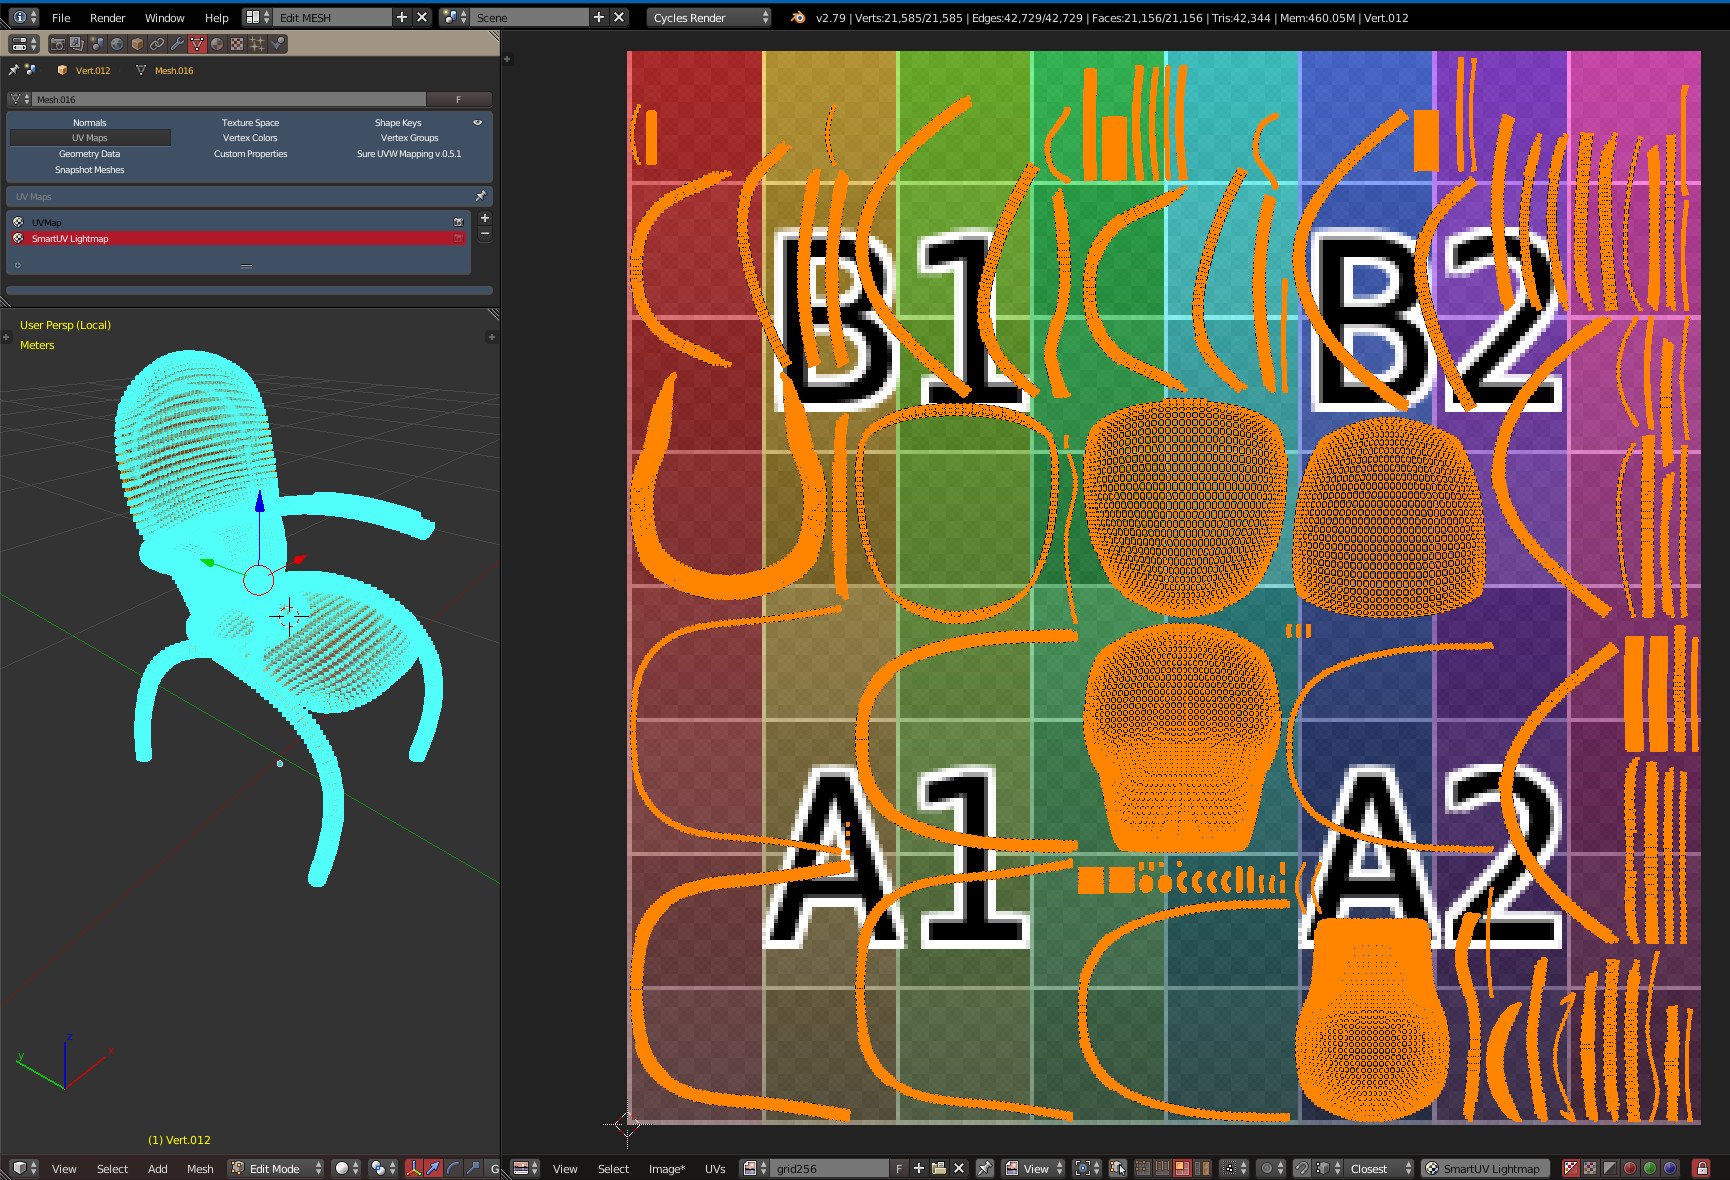 File Render Window Help Edit MESH Scene Cycles Render v2.79 | Verts:21,585/21,585 | Edges:42,729/42,729 | Faces:21,156/21,156 | Tris:42,344 | Mem:460.05M | Vert.012
Vert.012 Mesh.016
Mesh.016 F
Normals Texture Space Shape Keys
UV Maps Vertex Colors Vertex Groups
Geometry Data Custom Properties Sure UVW Mapping v.0.5.1
Snapshot Meshes
UV Maps
UVMap
SmartUV Lightmap
User Persp (Local)
Meters
B1 B2
A1 A2
z
y x
(1) Vert.012
View Select Add Mesh Edit Mode G
View Select Image* UVs grid256 F View Closest SmartUV Lightmap